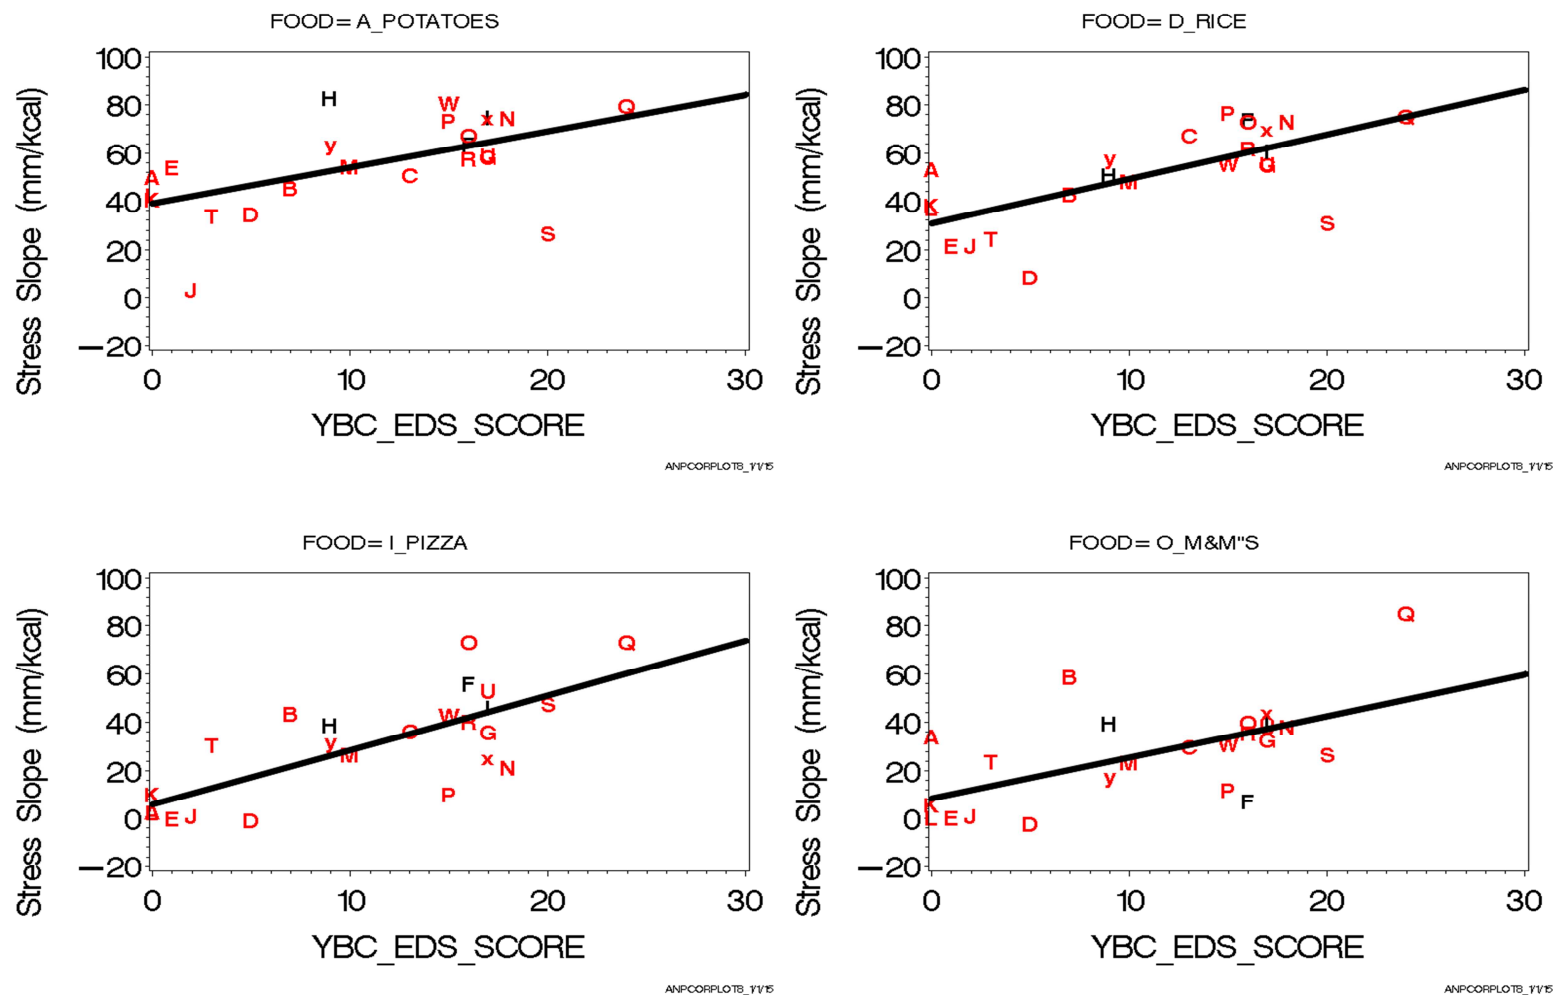 FOOD= A_POTATOES
Stress Slope (mm/kcal)
100
80
60
40
20
0
−20
H
W
P
I
x
N
Q
O
F
y
E
M
R
U
G
A
K
B
C
T
D
S
J
0 10 20 30
YBC_EDS_SCORE
ANPCORPLOT8_1/1/15
FOOD= D_RICE
Stress Slope (mm/kcal)
100
80
60
40
20
0
−20
P
F
O
N
Q
C
x
R
I
y
W
U
G
A
H
M
B
K
L
S
E
J
T
D
0 10 20 30
YBC_EDS_SCORE
ANPCORPLOT8_1/1/15
FOOD= I_PIZZA
Stress Slope (mm/kcal)
100
80
60
40
20
0
−20
O
Q
F
U
I
S
B
W
H
R
C
G
T
y
M
x
N
K
P
A
E
J
D
0 10 20 30
YBC_EDS_SCORE
ANPCORPLOT8_1/1/15
FOOD= O_M&M"S
Stress Slope (mm/kcal)
100
80
60
40
20
0
−20
Q
B
x
H
O
N
A
G
W
C
S
T
M
y
P
F
K
L
E
J
D
0 10 20 30
YBC_EDS_SCORE
ANPCORPLOT8_1/1/15